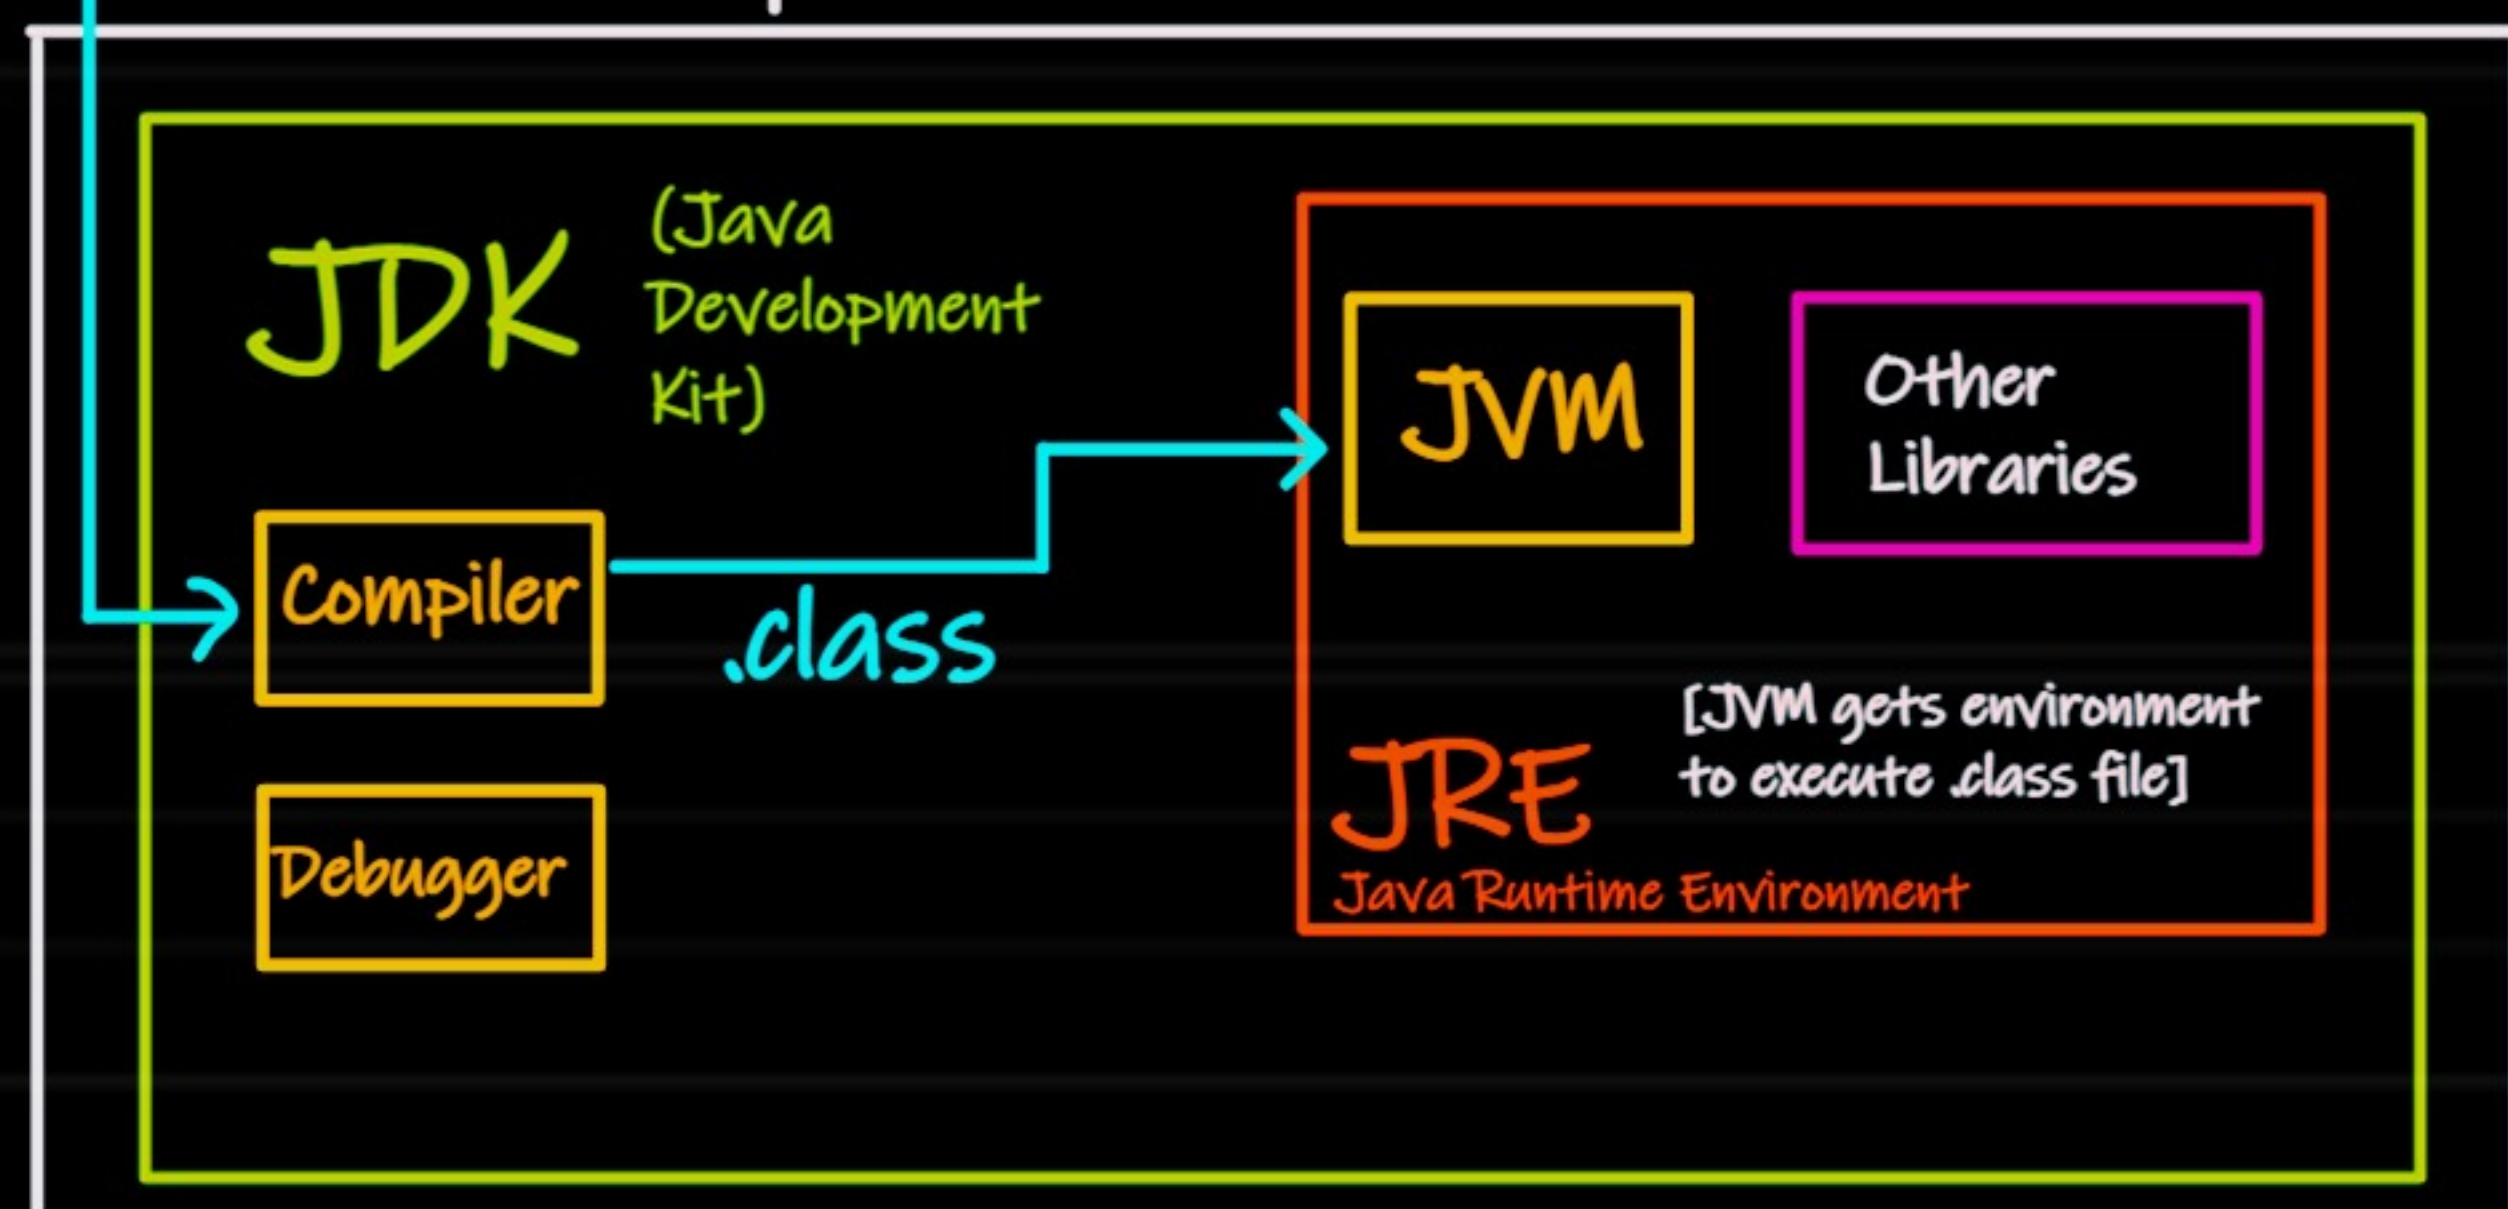 JDK
(Java
Development
Kit)
Compiler
.class
Debugger
JVM
Other
Libraries
[JVM gets environment
to execute .class file]
JRE
Java Runtime Environment